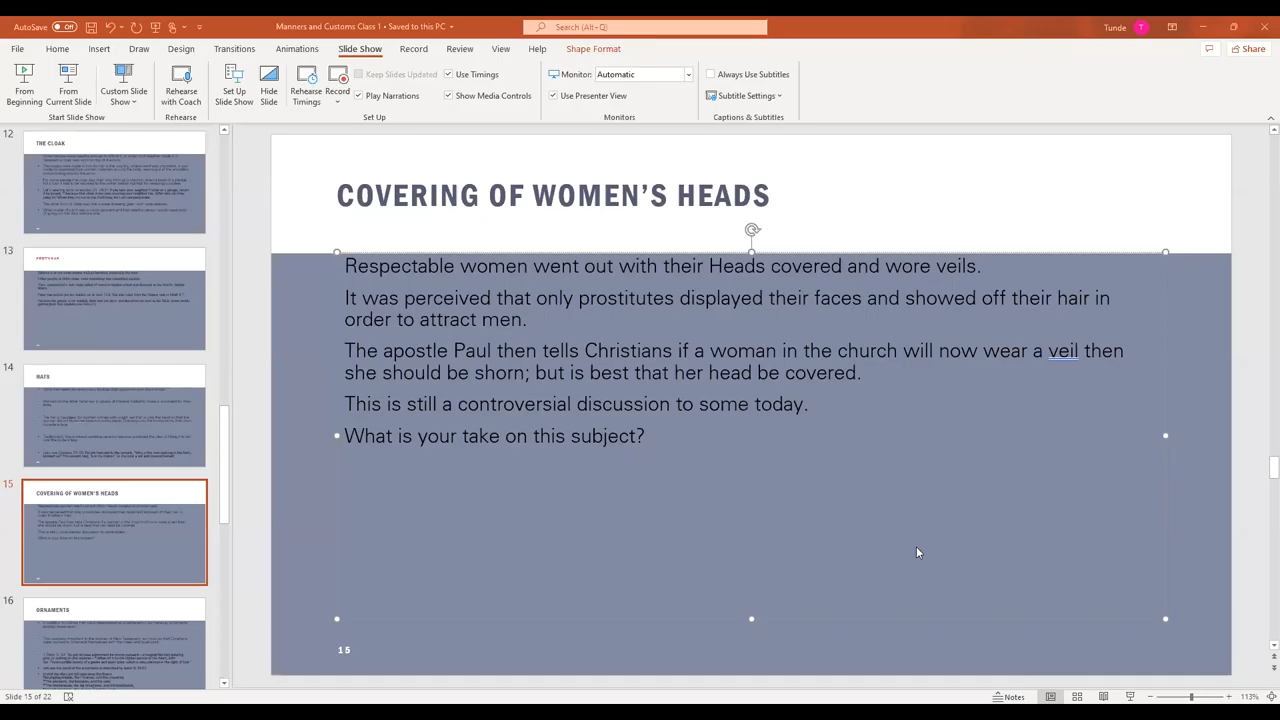 AutoSave Off Manners and Customs Class 1 • Saved to this PC Search (Alt+Q) Tunde T
File Home Insert Draw Design Transitions Animations Slide Show Record Review View Help Shape Format Share
From Beginning
From Current Slide
Custom Slide Show
Start Slide Show
Rehearse with Coach
Rehearse
Set Up Slide Show
Hide Slide
Rehearse Timings
Record
Keep Slides Updated
Play Narrations
Use Timings
Show Media Controls
Set Up
Monitor: Automatic
Use Presenter View
Monitors
Always Use Subtitles
Subtitle Settings
Captions & Subtitles
12
THE CLOAK
13
14
HATS
15
COVERING OF WOMEN'S HEADS
16
ORNAMENTS
COVERING OF WOMEN'S HEADS
Respectable women went out with their Heads covered and wore veils.
It was perceived that only prostitutes displayed their faces and showed off their hair in
order to attract men.
The apostle Paul then tells Christians if a woman in the church will now wear a veil then
she should be shorn; but is best that her head be covered.
This is still a controversial discussion to some today.
What is your take on this subject?
15
Slide 15 of 22 Notes 113%